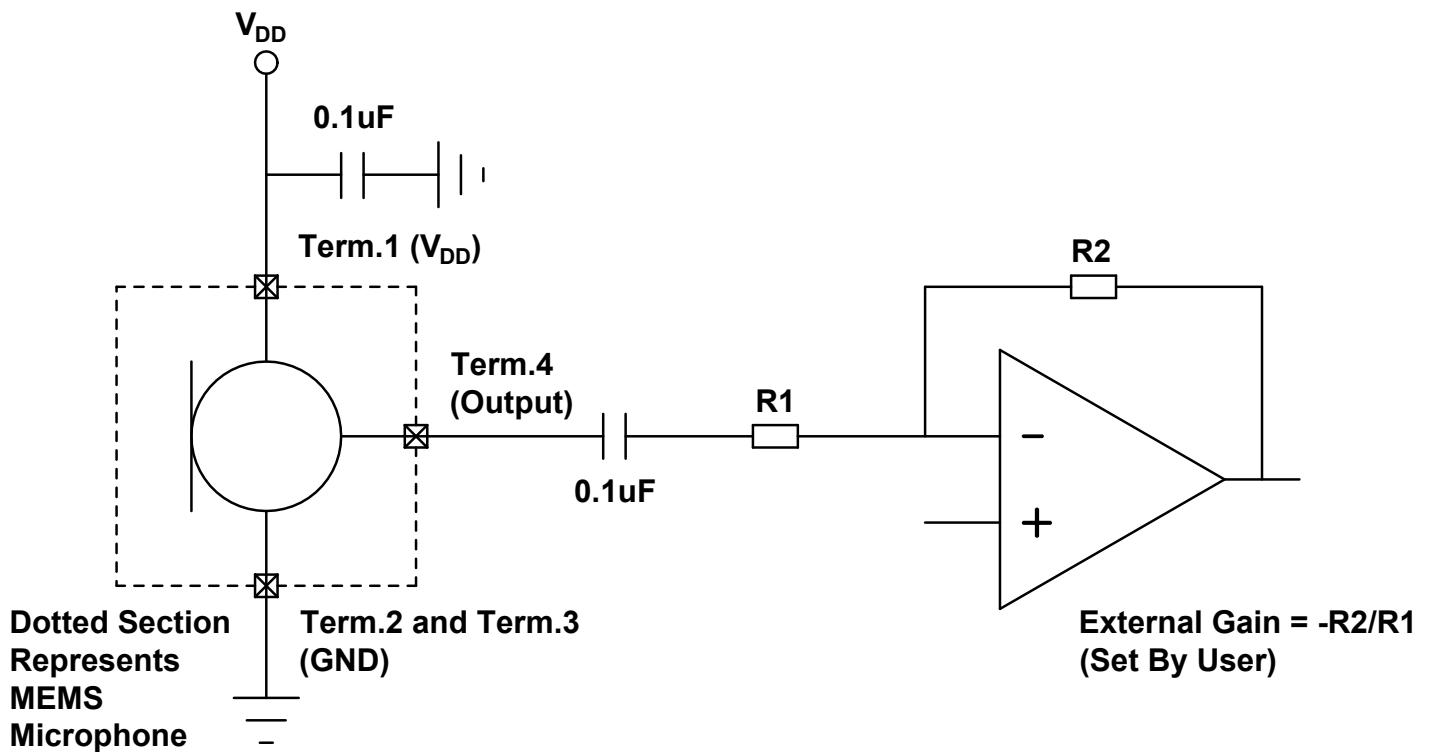 VDD
0.1uF
Term.1 (VDD)
R2
Term.4
(Output)
R1
0.1uF
-
+
Dotted Section
Represents
MEMS
Microphone
Term.2 and Term.3
(GND)
External Gain = -R2/R1
(Set By User)